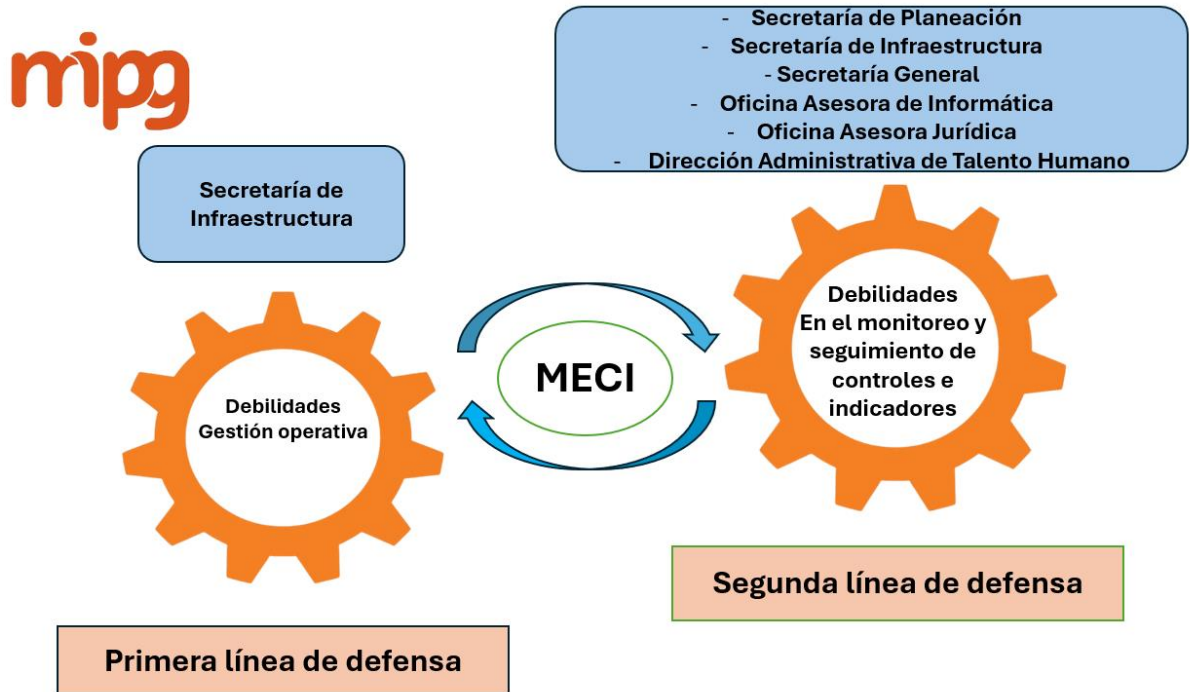 mipg
- Secretaría de Planeación
- Secretaría de Infraestructura
- Secretaría General
- Oficina Asesora de Informática
- Oficina Asesora Jurídica
- Dirección Administrativa de Talento Humano
Secretaría de
Infraestructura
Debilidades
Gestión operativa
MECI
Debilidades
En el monitoreo y
seguimiento de
controles e
indicadores
Segunda línea de defensa
Primera línea de defensa